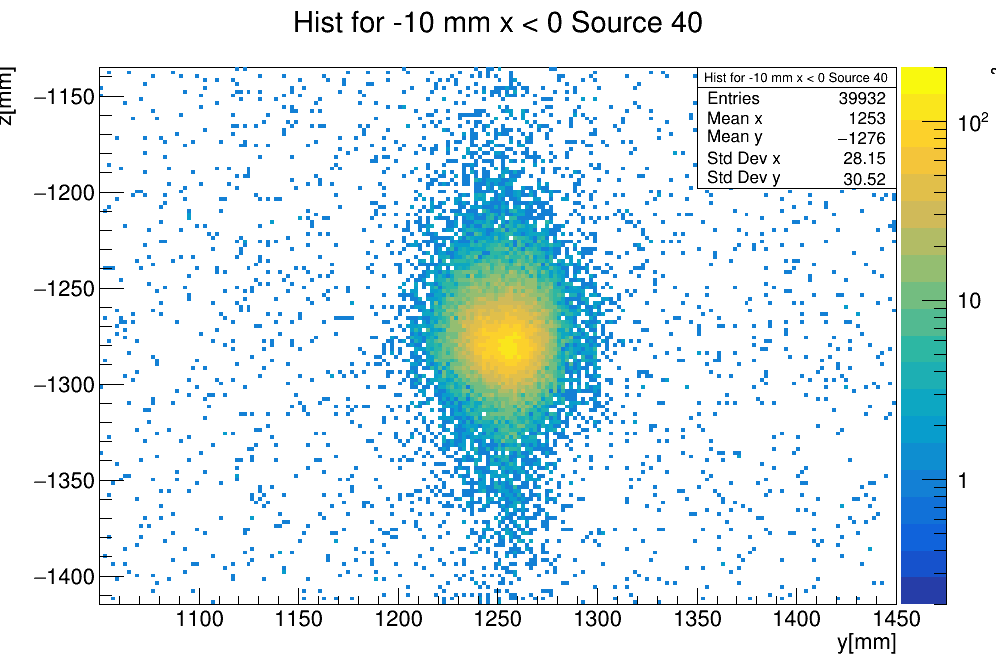 Hist for -10 mm x < 0 Source 40
z[mm]
−1150
−1200
−1250
−1300
−1350
−1400
Hist for -10 mm x < 0 Source 40
Entries 39932
Mean x 1253
Mean y −1276
Std Dev x 28.15
Std Dev y 30.52
10²
10
1
1100 1150 1200 1250 1300 1350 1400 1450
y[mm]